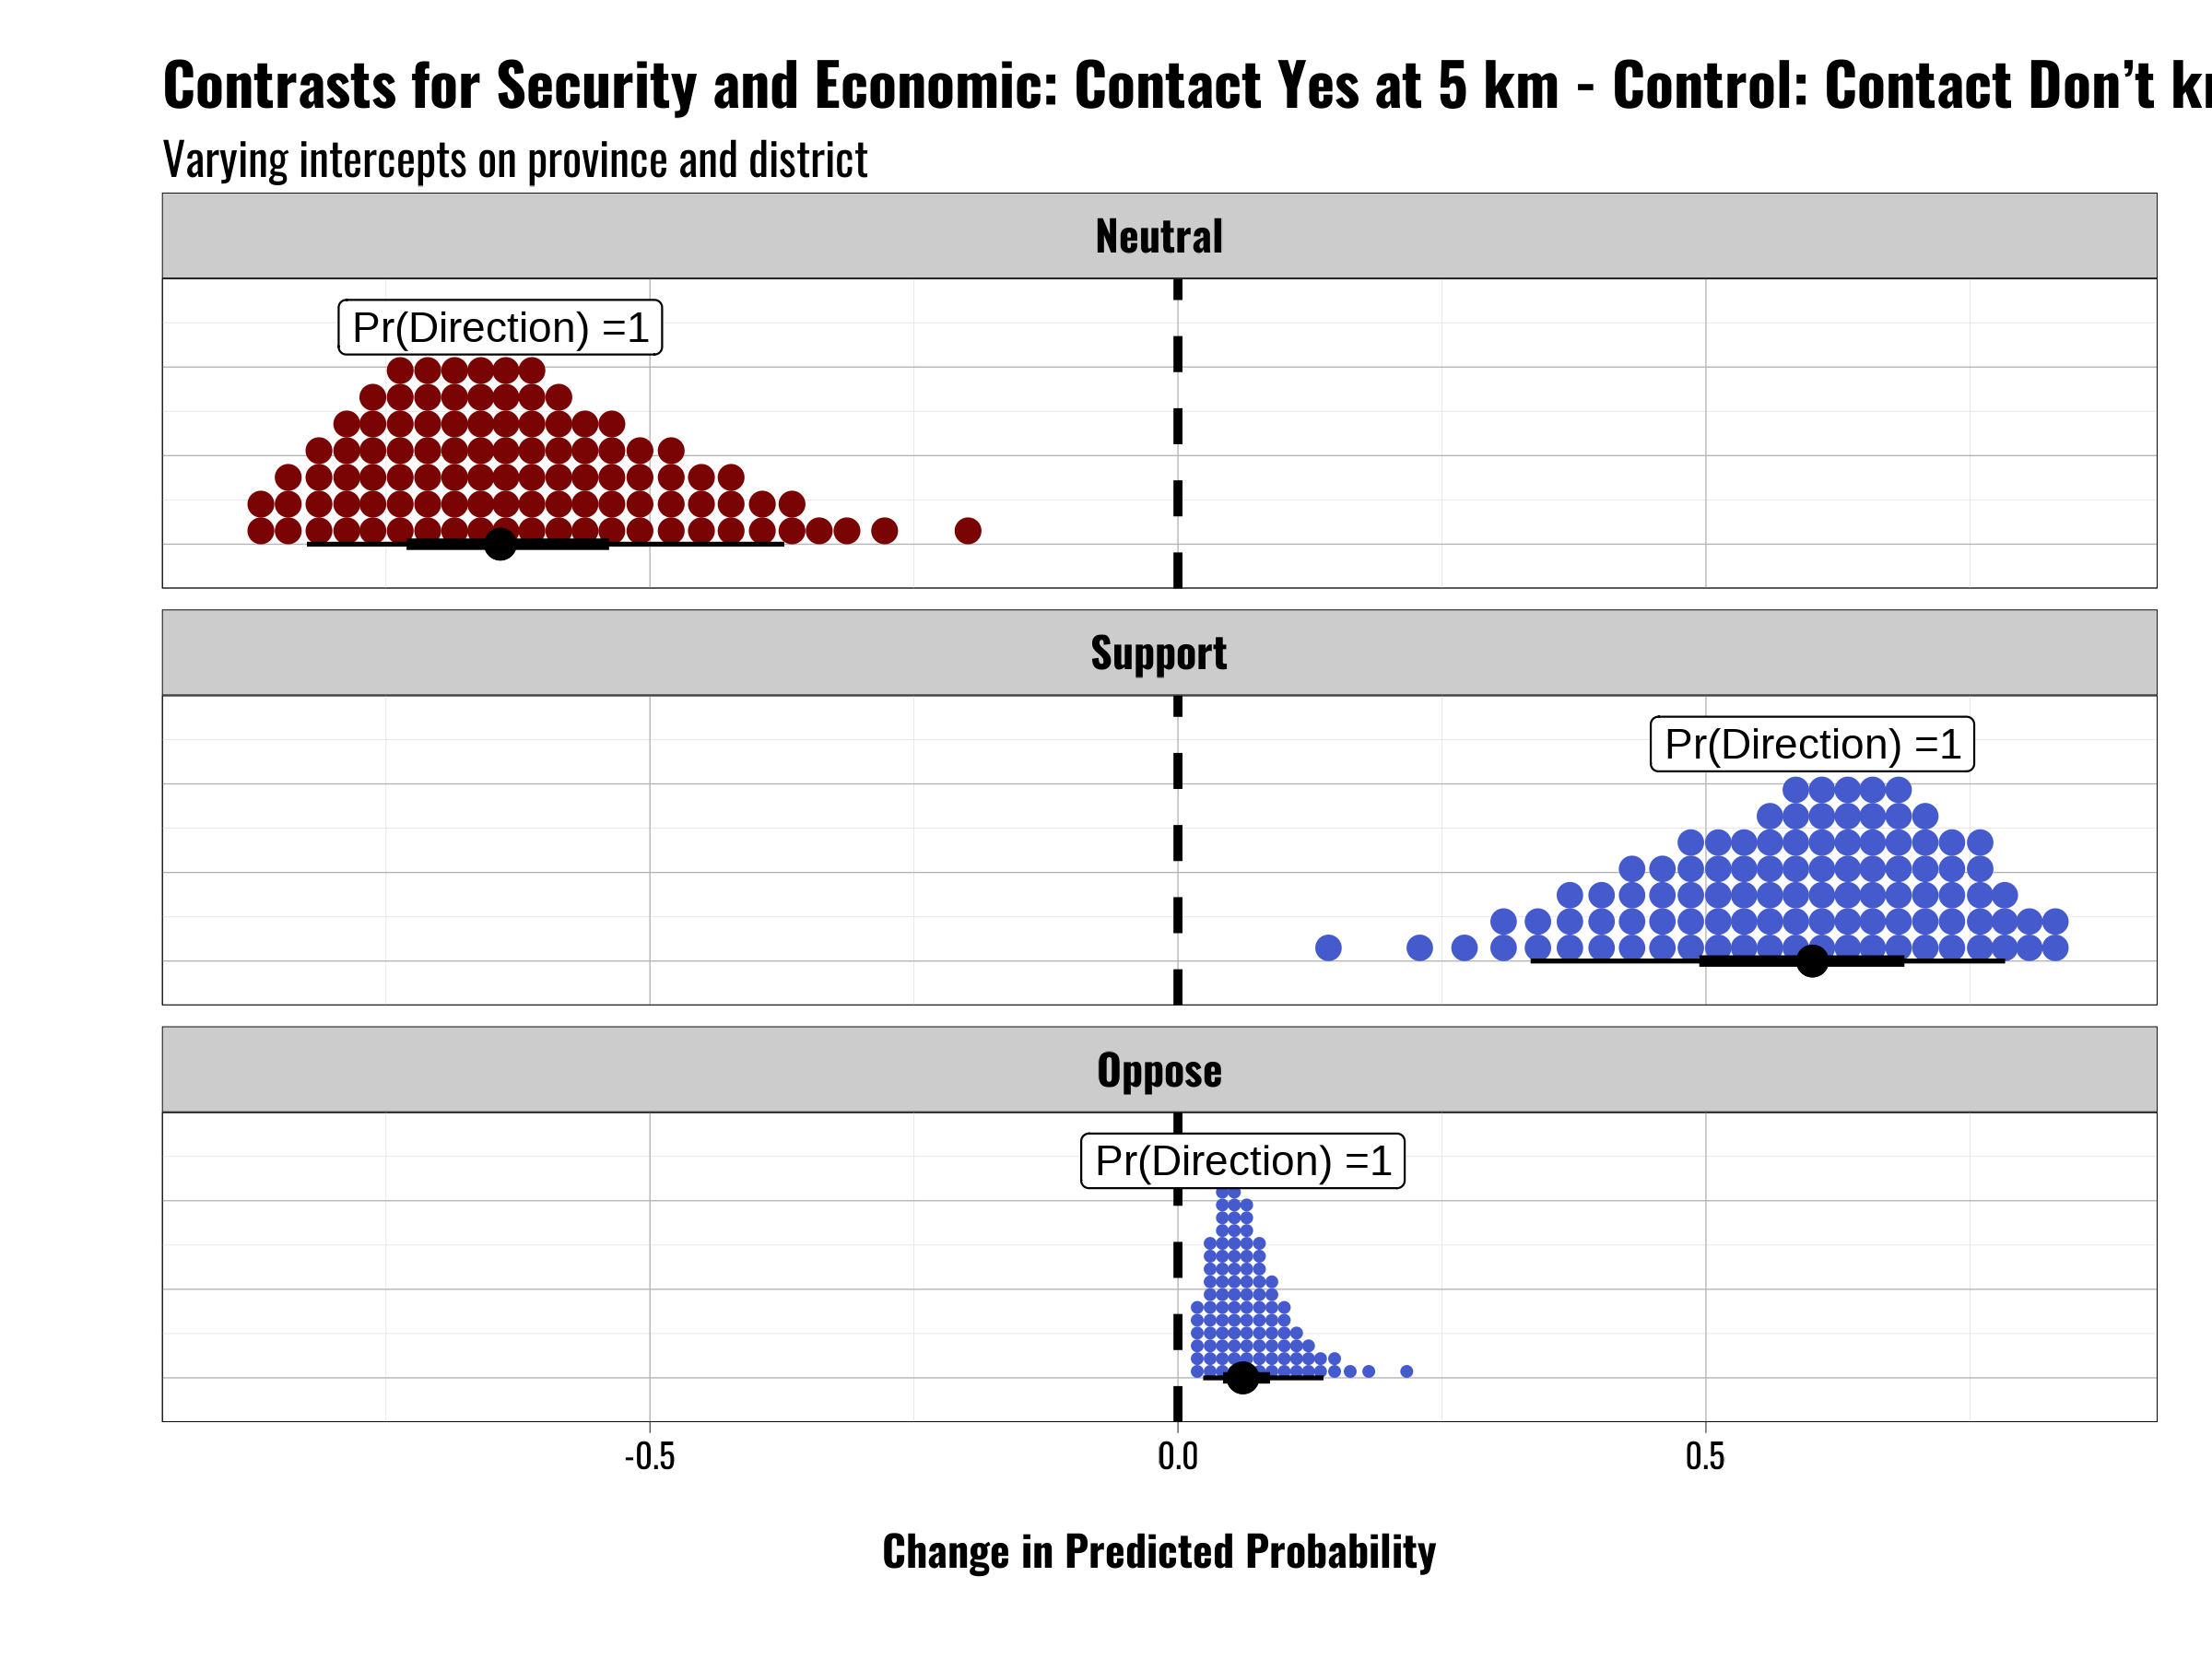 Contrasts for Security and Economic: Contact Yes at 5 km - Control: Contact Don’t
Varying intercepts on province and district
Neutral
Pr(Direction) =1
Support
Pr(Direction) =1
Oppose
Pr(Direction) =1
-0.5 0.0 0.5
Change in Predicted Probability